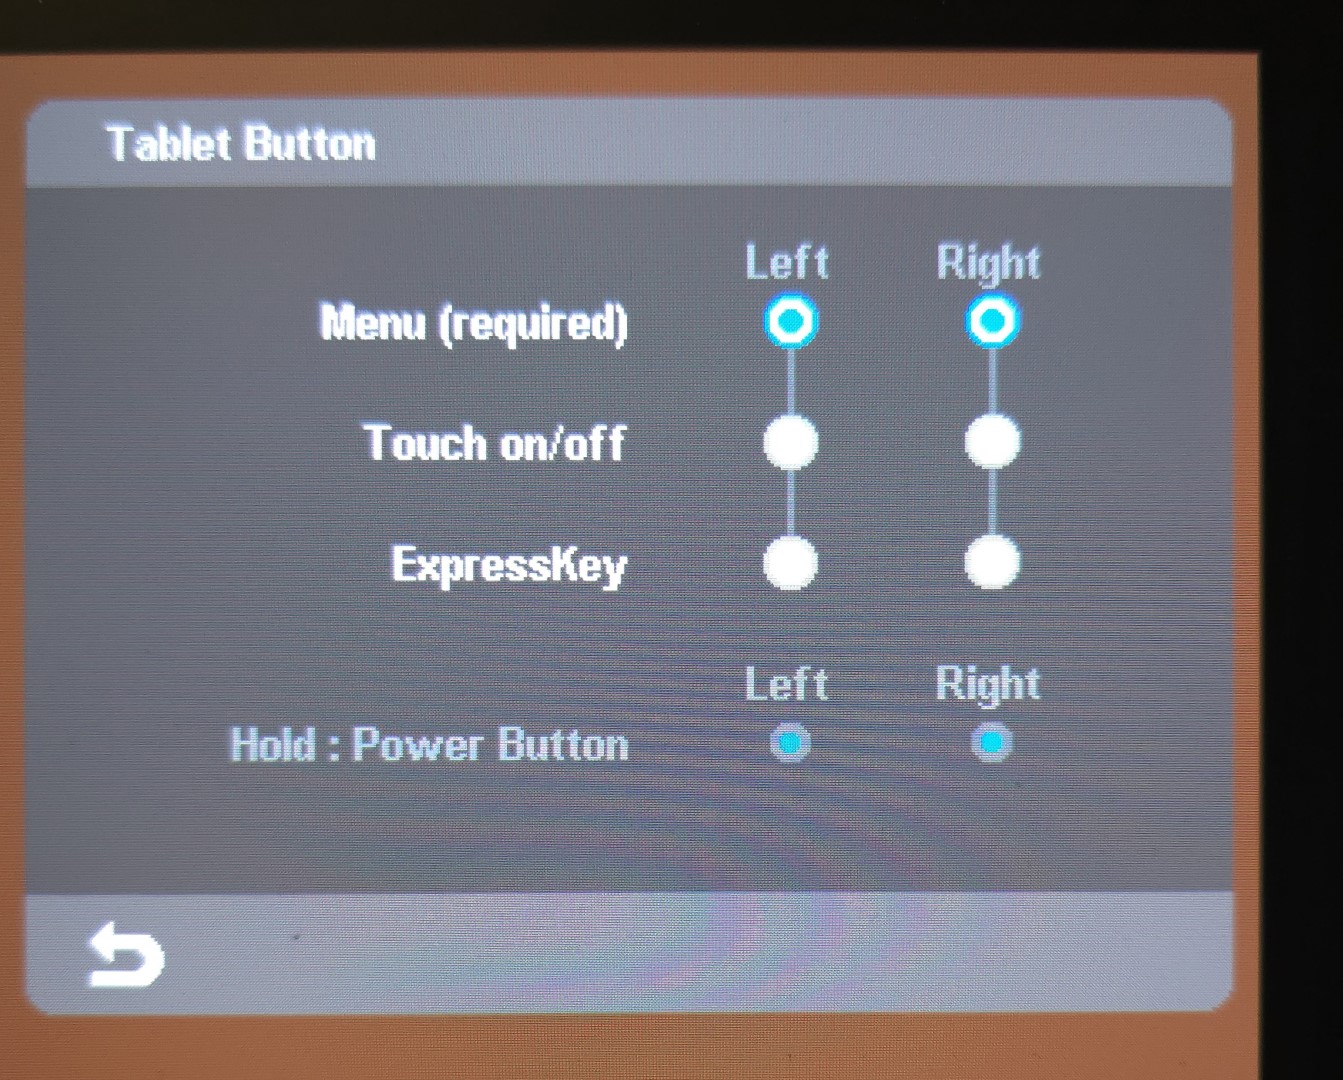 Tablet Button
Left Right
Menu (required)
Touch on/off
ExpressKey
Left Right
Hold : Power Button